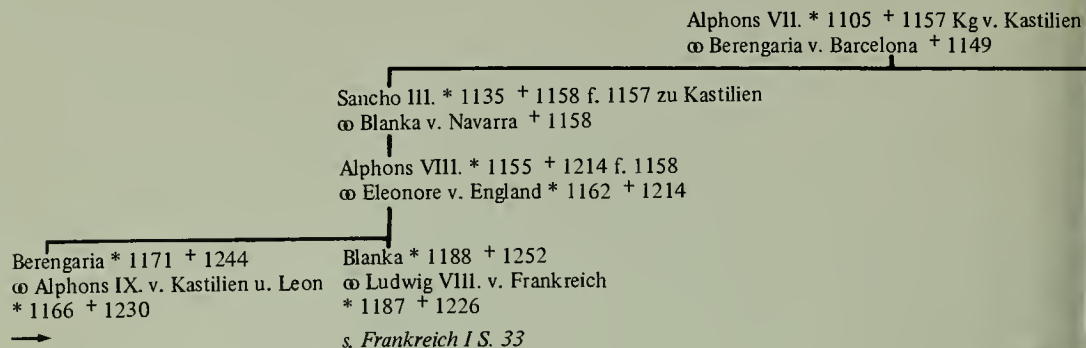 Alphons VII. * 1105 + 1157 Kg v. Kastilien
⚭ Berengaria v. Barcelona + 1149
Sancho III. * 1135 + 1158 f. 1157 zu Kastilien
⚭ Blanka v. Navarra + 1158
Alphons VIII. * 1155 + 1214 f. 1158
⚭ Eleonore v. England * 1162 + 1214
Berengaria * 1171 + 1244
⚭ Alphons IX. v. Kastilien u. Leon
* 1166 + 1230
→
Blanka * 1188 + 1252
⚭ Ludwig VIII. v. Frankreich
* 1187 + 1226
s. Frankreich I S. 33